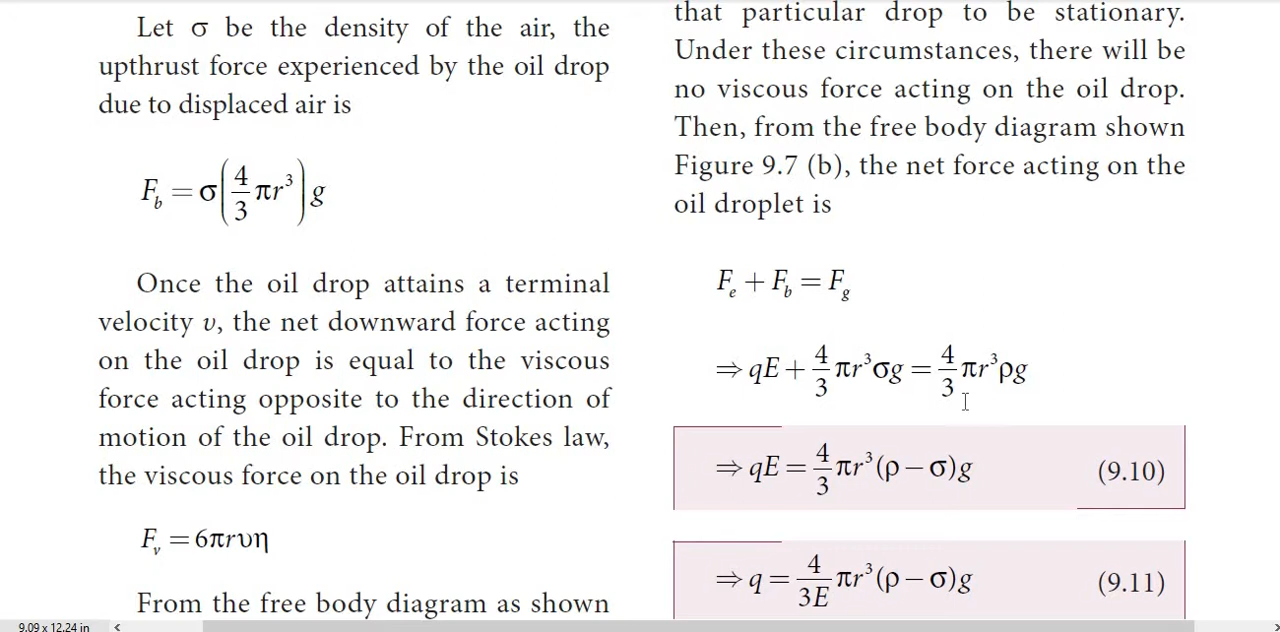 Let σ be the density of the air, the
upthrust force experienced by the oil drop
due to displaced air is
F_b = σ(4/3 πr³)g
Once the oil drop attains a terminal
velocity υ, the net downward force acting
on the oil drop is equal to the viscous
force acting opposite to the direction of
motion of the oil drop. From Stokes law,
the viscous force on the oil drop is
F_v = 6πrυη
From the free body diagram as shown
that particular drop to be stationary.
Under these circumstances, there will be
no viscous force acting on the oil drop.
Then, from the free body diagram shown
Figure 9.7 (b), the net force acting on the
oil droplet is
F_e + F_b = F_g
⇒ qE + 4/3 πr³σg = 4/3 πr³ρg
⇒ qE = 4/3 πr³(ρ − σ)g (9.10)
⇒ q = 4/3E πr³(ρ − σ)g (9.11)
9.09 x 12.24 in